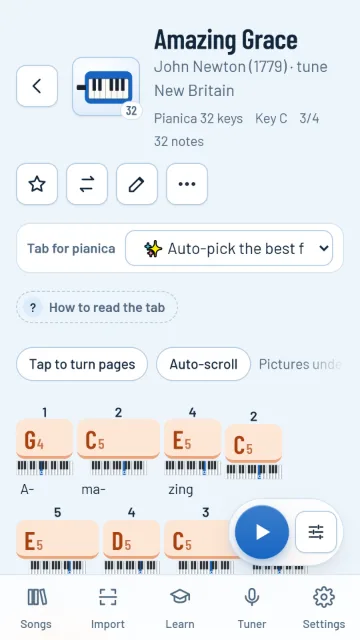 Amazing Grace
John Newton (1779) · tune
New Britain
32
Pianica 32 keys Key C 3/4
32 notes
Tab for pianica ✨ Auto-pick the best f
? How to read the tab
Tap to turn pages Auto-scroll Pictures unde
1 2 4 2
G4 C5 E5 C5
A- ma- zing
5 4 3
E5 D5 C5
Songs Import Learn Tuner Settings